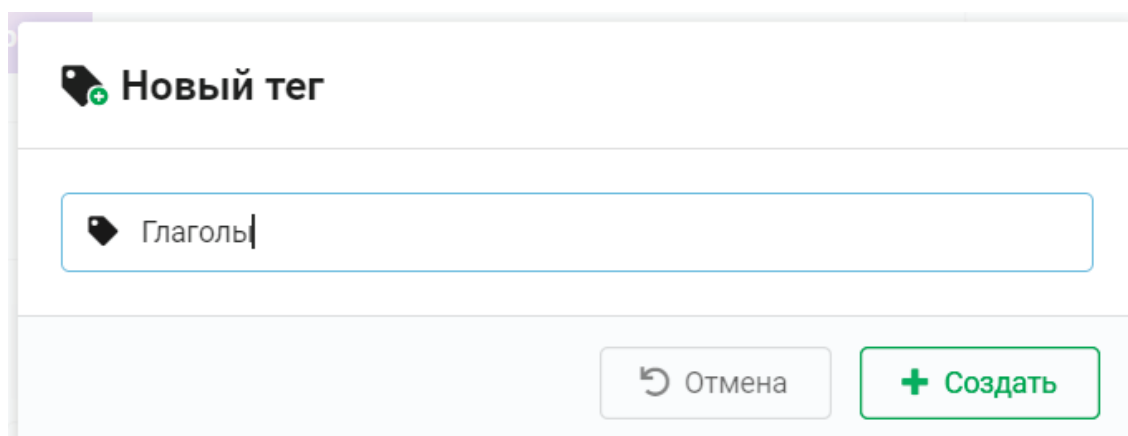 Новый тег
Глаголы
Отмена
Создать